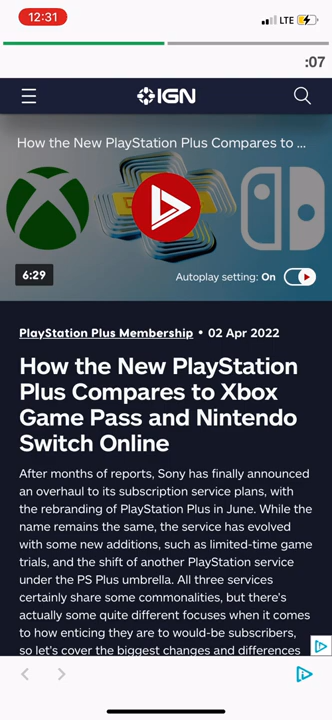 12:31
LTE
:07
IGN
How the New PlayStation Plus Compares to ...
6:29
Autoplay setting: On
PlayStation Plus Membership • 02 Apr 2022
How the New PlayStation
Plus Compares to Xbox
Game Pass and Nintendo
Switch Online
After months of reports, Sony has finally announced
an overhaul to its subscription service plans, with
the rebranding of PlayStation Plus in June. While the
name remains the same, the service has evolved
with some new additions, such as limited-time game
trials, and the shift of another PlayStation service
under the PS Plus umbrella. All three services
certainly share some commonalities, but there's
actually some quite different focuses when it comes
to how enticing they are to would-be subscribers,
so let's cover the biggest changes and differences